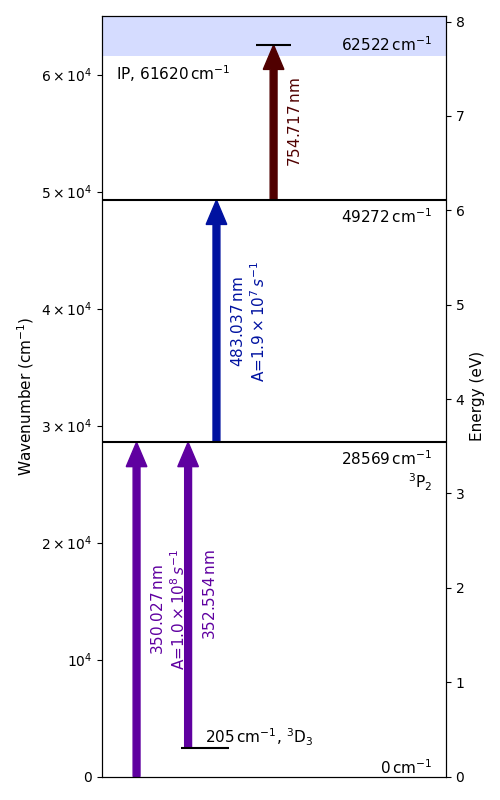 62522 cm⁻¹
IP, 61620 cm⁻¹
754.717 nm
49272 cm⁻¹
483.037 nm
A=1.9 × 10⁷ s⁻¹
28569 cm⁻¹
³P₂
350.027 nm
A=1.0 × 10⁸ s⁻¹
352.554 nm
205 cm⁻¹, ³D₃
0 cm⁻¹
Wavenumber (cm⁻¹)
6 × 10⁴
5 × 10⁴
4 × 10⁴
3 × 10⁴
2 × 10⁴
10⁴
0
Energy (eV)
8
7
6
5
4
3
2
1
0